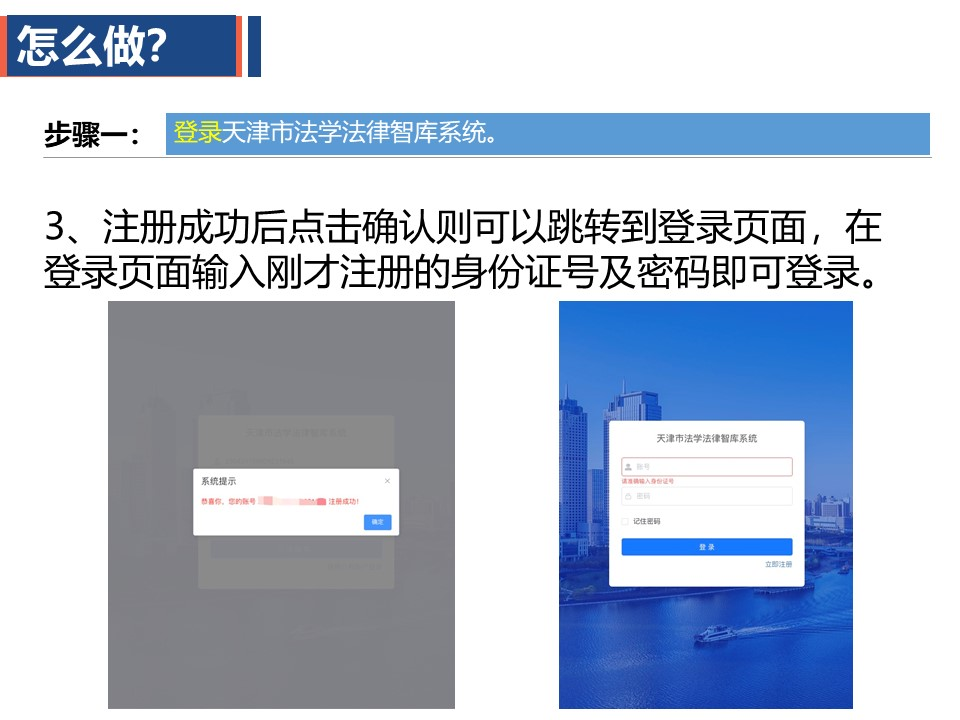 怎么做？
步骤一：
登录天津市法学法律智库系统。
3、注册成功后点击确认则可以跳转到登录页面，在
登录页面输入刚才注册的身份证号及密码即可登录。
系统提示
×
恭喜你，您的账号 注册成功！
确定
天津市法学法律智库系统
账号
请准确输入身份证号
密码
记住密码
登 录
立即注册